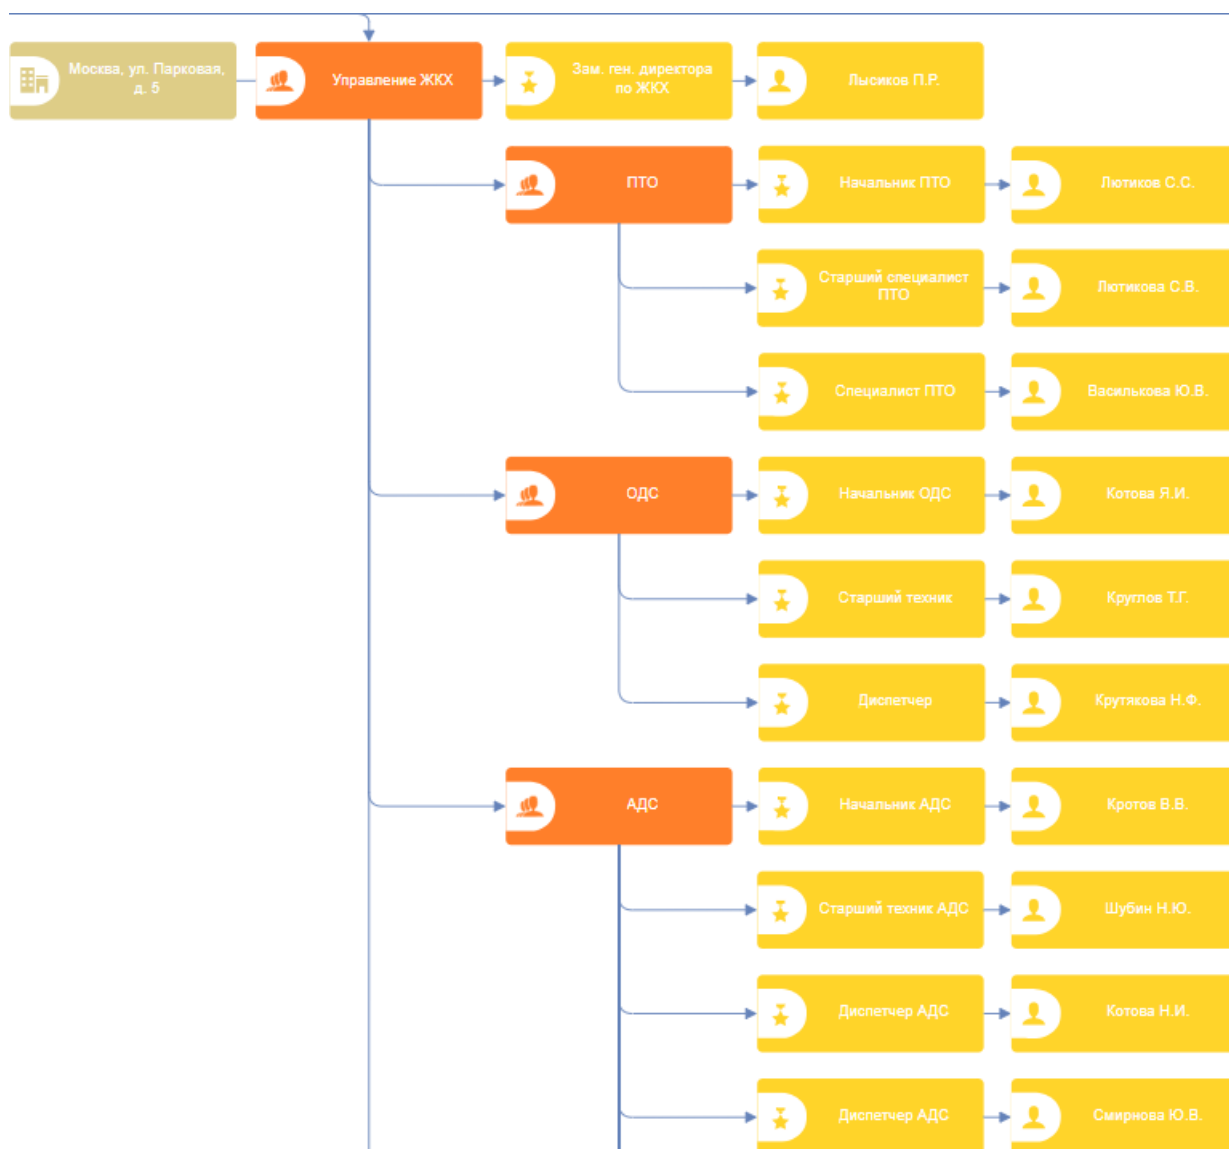 Москва, ул. Парковая,
д. 5
Управление ЖКХ
Зам. ген. директора
по ЖКХ
Лысиков П.Р.
ПТО
Начальник ПТО
Лютиков С.С.
Старший специалист
ПТО
Лютикова С.В.
Специалист ПТО
Василькова Ю.В.
ОДС
Начальник ОДС
Котова Я.И.
Старший техник
Круглов Т.Г.
Диспетчер
Крутякова Н.Ф.
АДС
Начальник АДС
Кротов В.В.
Старший техник АДС
Шубин Н.Ю.
Диспетчер АДС
Котова Н.И.
Диспетчер АДС
Смирнова Ю.В.